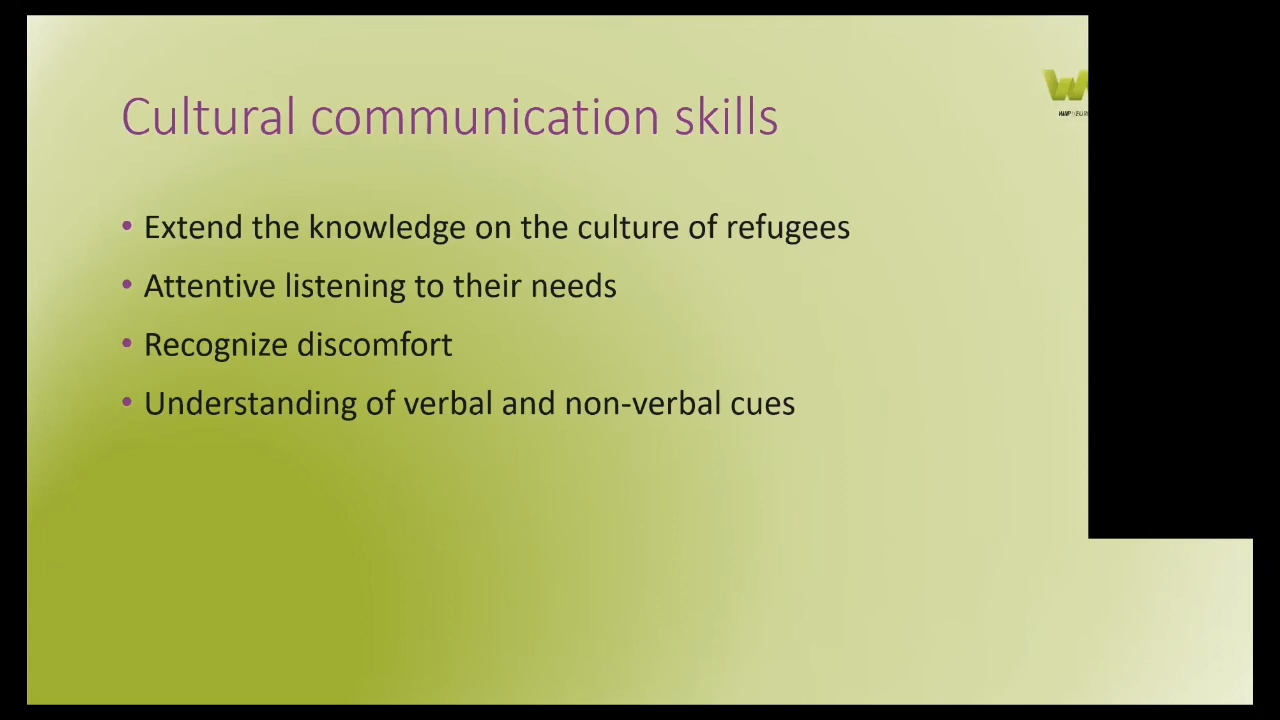 Cultural communication skills
• Extend the knowledge on the culture of refugees
• Attentive listening to their needs
• Recognize discomfort
• Understanding of verbal and non-verbal cues